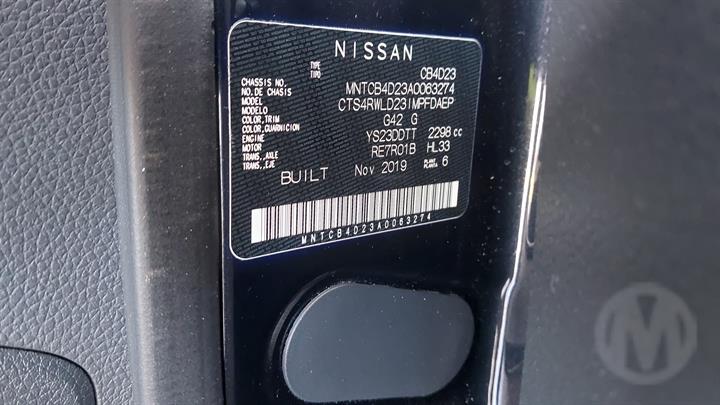 NISSAN
TYPE CB4D23
TIPO
CHASSIS NO. MNTCB4D23A0063274
NO. DE CHASIS
MODEL CTS4RWLD23IMPFDAEP
MODELO
COLOR,TRIM G42 G
COLOR,GUARNICION
ENGINE YS23DDTT 2298 cc
MOTOR
TRANS.,AXLE RE7R01B HL33
TRANS.,EJE
PLANT 6
PLANTA
BUILT Nov 2019
MNTCB4D23A0063274
M